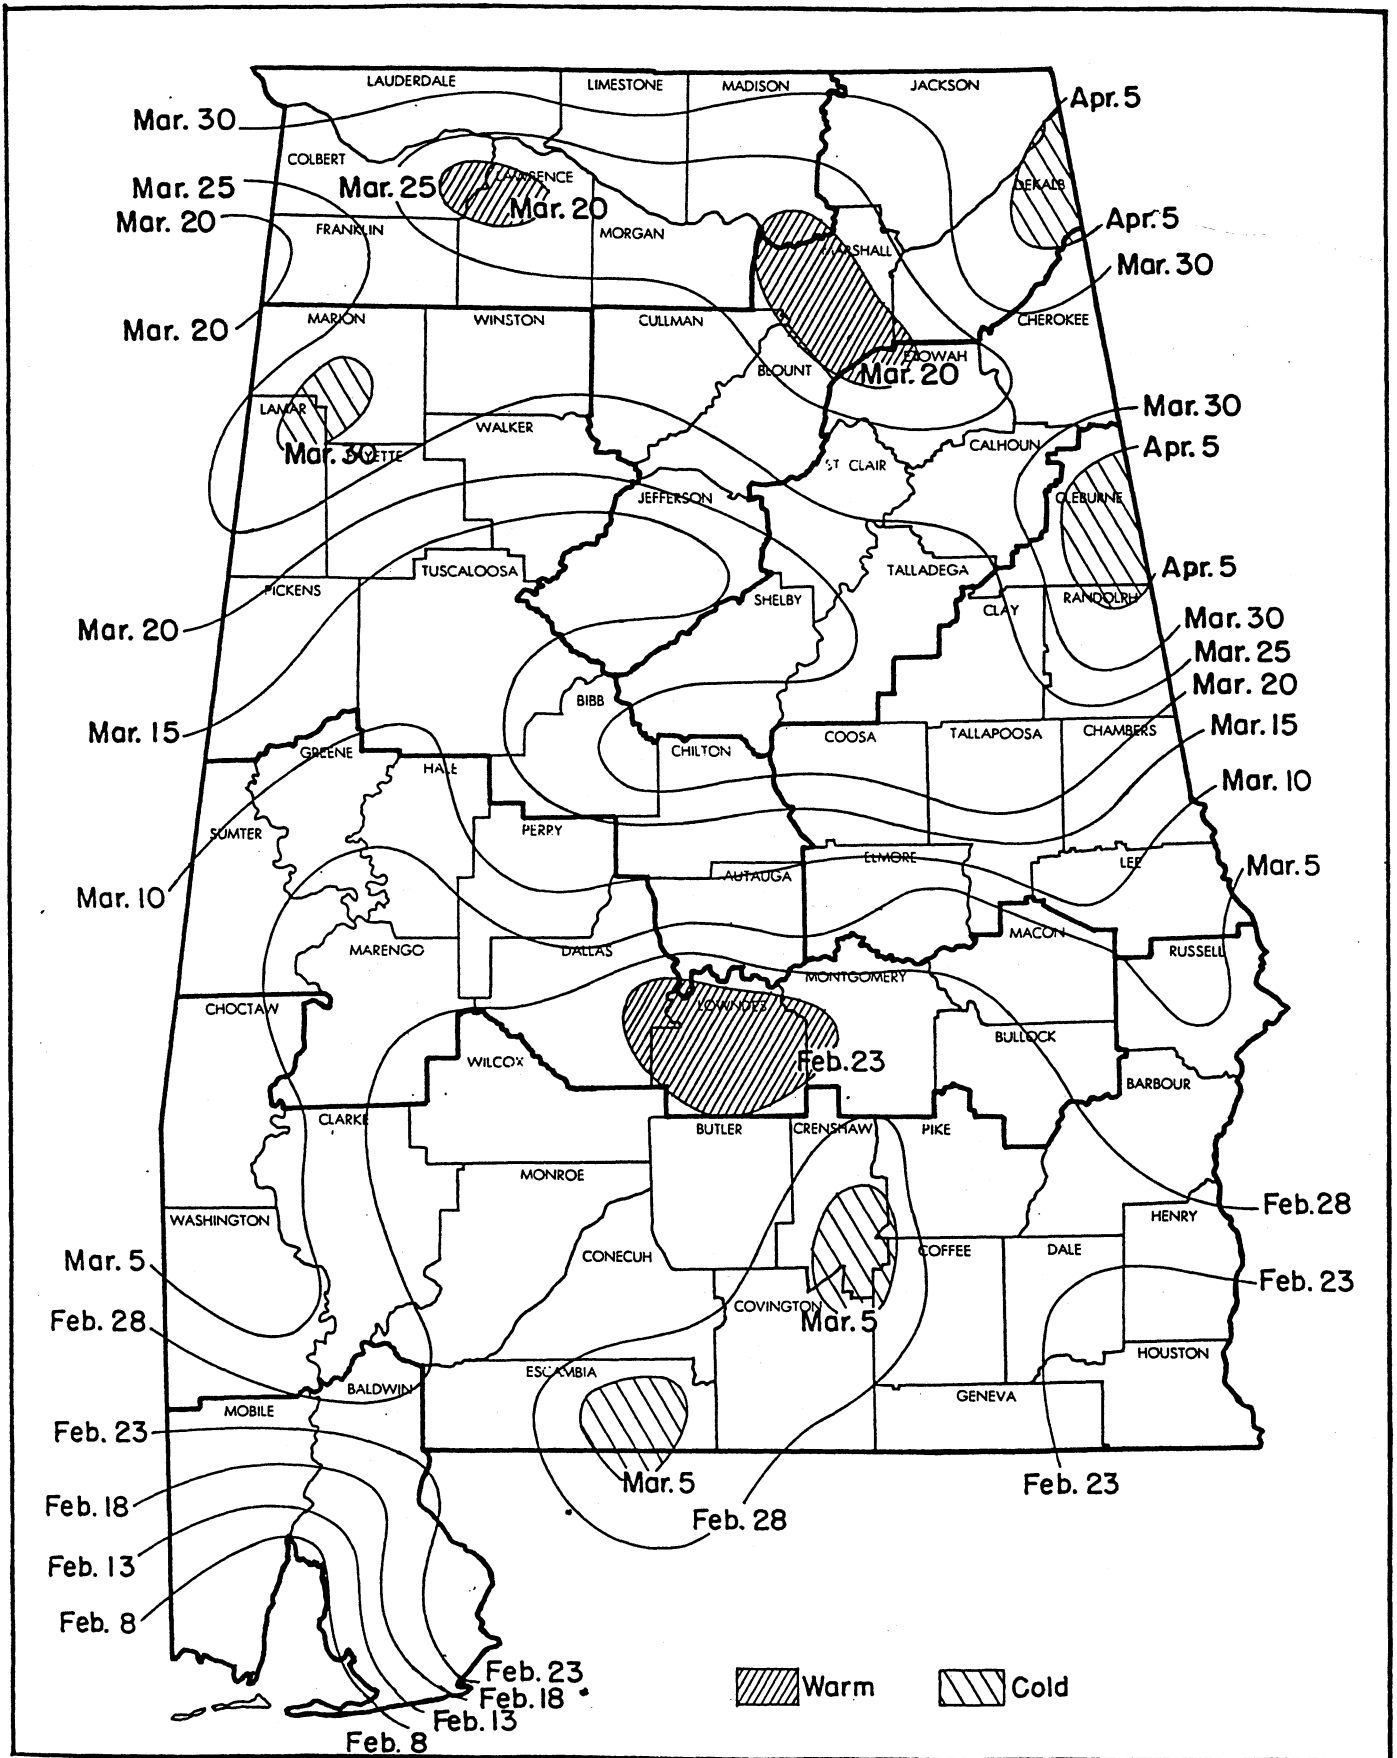 LAUDERDALE LIMESTONE MADISON JACKSON
Apr. 5
Mar. 30
COLBERT
Mar. 25 Mar. 25 LAWRENCE DEKALB
Mar. 20 Mar. 20 Apr. 5
FRANKLIN MORGAN MARSHALL
Mar. 30
Mar. 20 MARION WINSTON CULLMAN CHEROKEE
BLOUNT ETOWAH
Mar. 20
LAMAR Mar. 30
WALKER
Mar. 30 FAYETTE ST CLAIR CALHOUN Apr. 5
JEFFERSON CLEBURNE
TUSCALOOSA TALLADEGA Apr. 5
PICKENS SHELBY CLAY RANDOLPH
Mar. 20 Mar. 30
Mar. 25
BIBB Mar. 20
Mar. 15 GREENE CHILTON COOSA TALLAPOOSA CHAMBERS Mar. 15
HALE Mar. 10
SUMTER PERRY
ELMORE LEE Mar. 5
Mar. 10 AUTAUGA
MARENGO DALLAS MACON RUSSELL
MONTGOMERY
CHOCTAW LOWNDES
BULLOCK
WILCOX Feb. 23
BARBOUR
CLARKE BUTLER CRENSHAW PIKE
MONROE
WASHINGTON HENRY Feb. 28
Mar. 5 CONECUH COFFEE DALE
Feb. 23
Feb. 28 COVINGTON
Mar. 5
ESCAMBIA HOUSTON
BALDWIN GENEVA
MOBILE
Feb. 23
Feb. 18 Mar. 5 Feb. 23
Feb. 28
Feb. 13
Feb. 8
Feb. 23
Feb. 18 Warm Cold
Feb. 13
Feb. 8